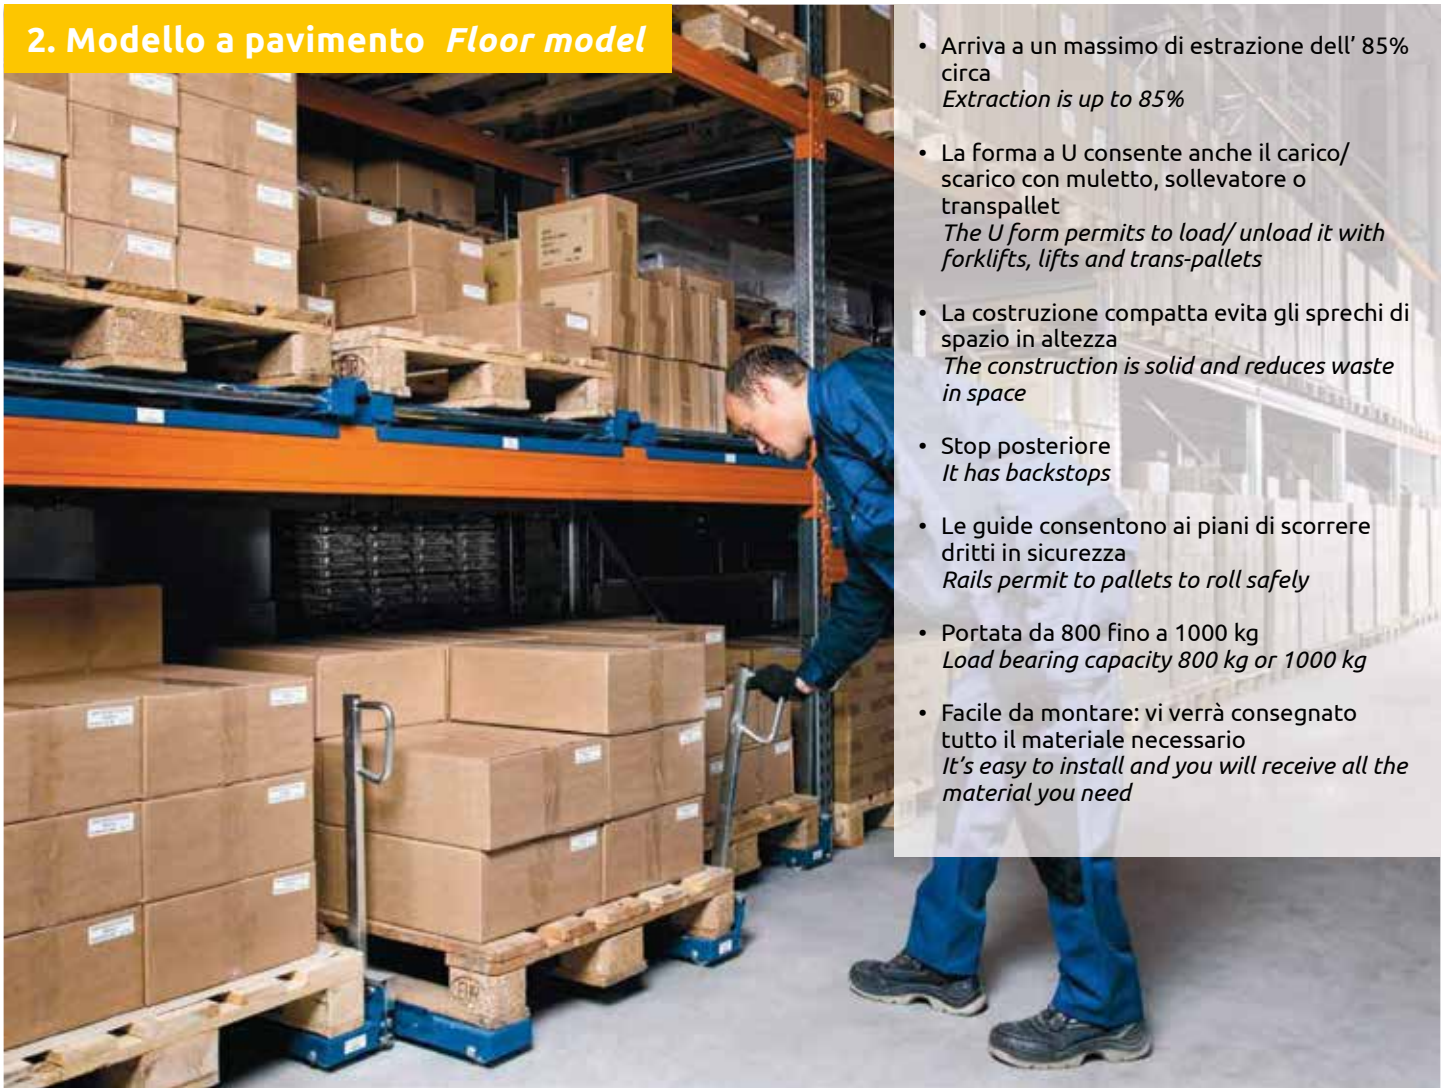 2. Modello a pavimento Floor model
• Arriva a un massimo di estrazione dell’ 85%
circa
Extraction is up to 85%
• La forma a U consente anche il carico/
scarico con muletto, sollevatore o
transpallet
The U form permits to load/ unload it with
forklifts, lifts and trans-pallets
• La costruzione compatta evita gli sprechi di
spazio in altezza
The construction is solid and reduces waste
in space
• Stop posteriore
It has backstops
• Le guide consentono ai piani di scorrere
dritti in sicurezza
Rails permit to pallets to roll safely
• Portata da 800 fino a 1000 kg
Load bearing capacity 800 kg or 1000 kg
• Facile da montare: vi verrà consegnato
tutto il materiale necessario
It’s easy to install and you will receive all the
material you need